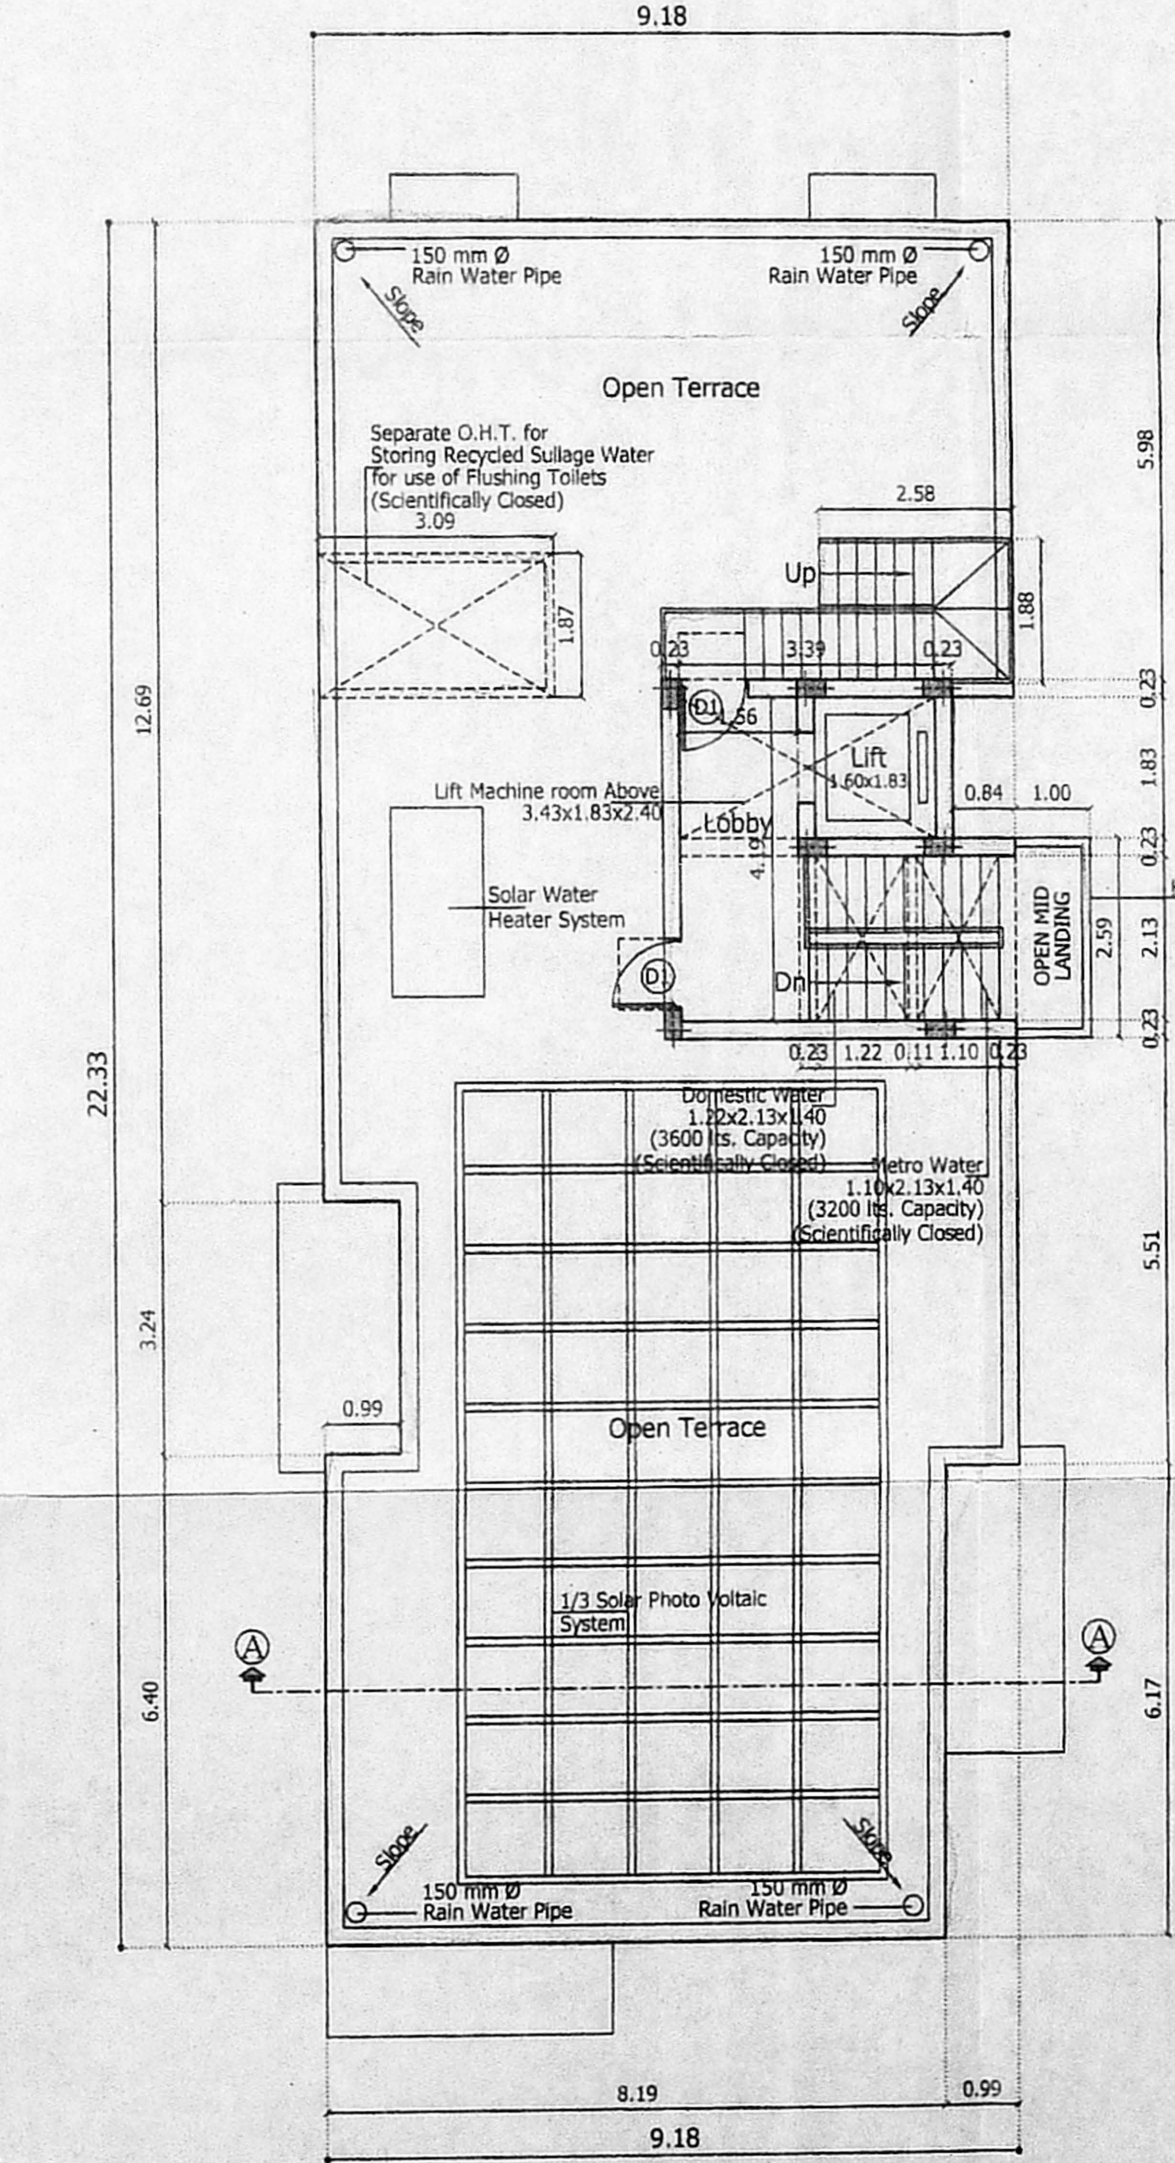 9.18
150 mm Ø
Rain Water Pipe
150 mm Ø
Rain Water Pipe
Slope
Slope
Open Terrace
Separate O.H.T. for
Storing Recycled Sullage Water
for use of Flushing Toilets
(Scientifically Closed)
3.09
1.87
2.58
5.98
Up
1.88
0.23
3.39
0.23
0.23
12.69
D1
1.56
Lift
1.60x1.83
1.83
Lift Machine room Above
3.43x1.83x2.40
0.84
1.00
Lobby
4.19
0.23
Solar Water
Heater System
OPEN MID
LANDING
2.59
2.13
D1
Dn
0.23
0.23
1.22
0.11
1.10
0.23
22.33
Domestic Water
1.22x2.13x1.40
(3600 lts. Capacity)
(Scientifically Closed)
Metro Water
1.10x2.13x1.40
(3200 lts. Capacity)
(Scientifically Closed)
5.51
3.24
0.99
Open Terrace
1/3 Solar Photo Voltaic
System
A
A
6.40
6.17
Slope
Slope
150 mm Ø
Rain Water Pipe
150 mm Ø
Rain Water Pipe
8.19
0.99
9.18